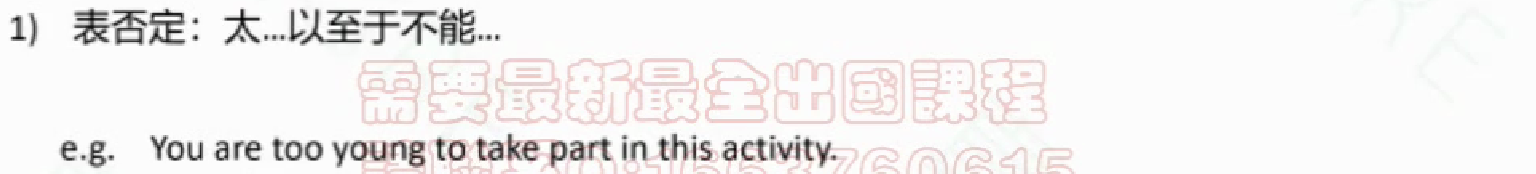 1) 表否定：太...以至于不能...
需要最新最全出國課程
e.g. You are too young to take part in this activity.